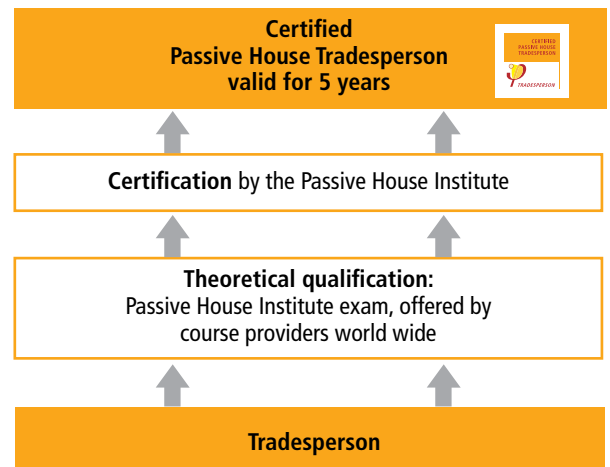 Certified
Passive House Tradesperson
valid for 5 years
CERTIFIED
PASSIVE HOUSE
TRADESPERSON
TRADESPERSON
Certification by the Passive House Institute
Theoretical qualification:
Passive House Institute exam, offered by
course providers world wide
Tradesperson